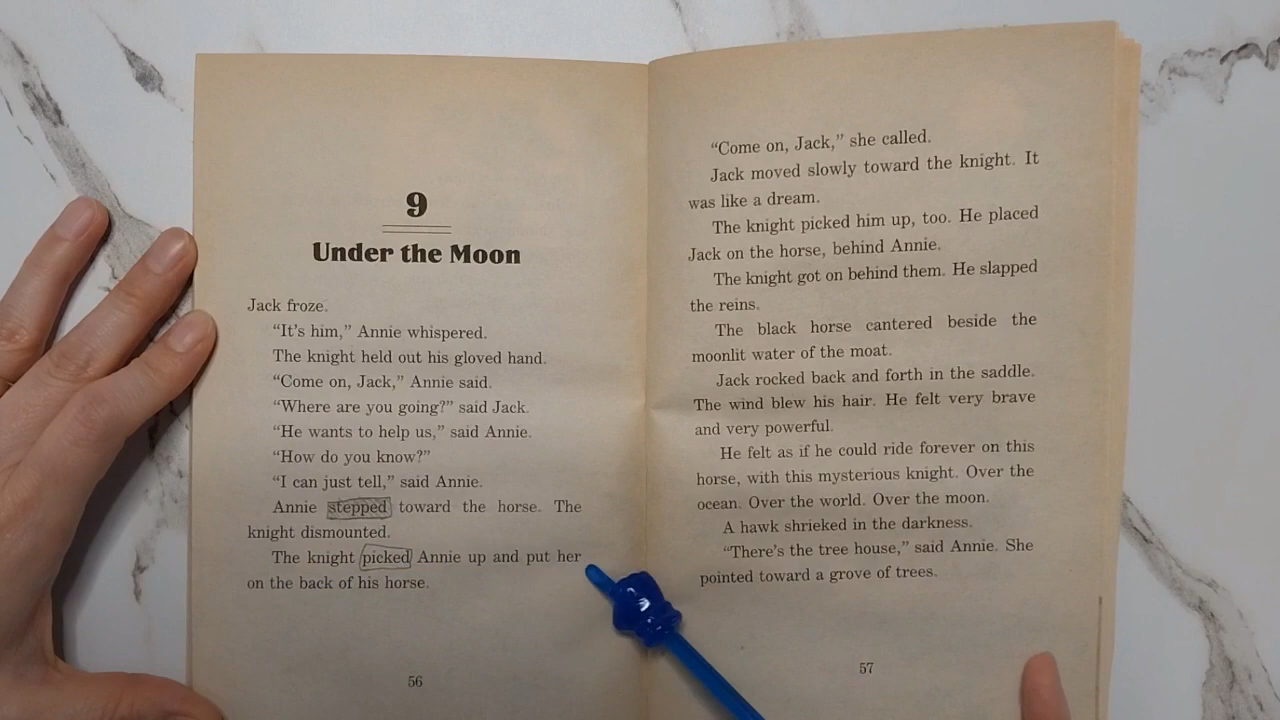 9
Under the Moon
Jack froze.
“It’s him,” Annie whispered.
The knight held out his gloved hand.
“Come on, Jack,” Annie said.
“Where are you going?” said Jack.
“He wants to help us,” said Annie.
“How do you know?”
“I can just tell,” said Annie.
Annie stepped toward the horse. The
knight dismounted.
The knight picked Annie up and put her
on the back of his horse.
56
“Come on, Jack,” she called.
Jack moved slowly toward the knight. It
was like a dream.
The knight picked him up, too. He placed
Jack on the horse, behind Annie.
The knight got on behind them. He slapped
the reins.
The black horse cantered beside the
moonlit water of the moat.
Jack rocked back and forth in the saddle.
The wind blew his hair. He felt very brave
and very powerful.
He felt as if he could ride forever on this
horse, with this mysterious knight. Over the
ocean. Over the world. Over the moon.
A hawk shrieked in the darkness.
“There’s the tree house,” said Annie. She
pointed toward a grove of trees.
57